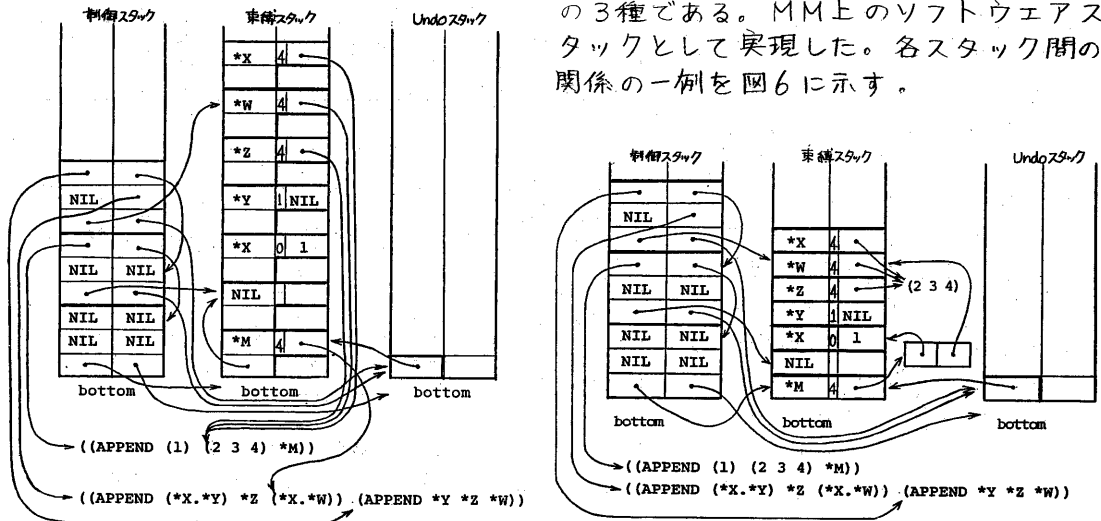 の3種である。MM上のソフトウェアス
タックとして実現した。各スタック間の
関係の一例を図6に示す。
制御スタック 束縛スタック Undoスタック
*X 4
*W 4
*Z 4
NIL
*Y 1 NIL
*X 0 1
NIL NIL
NIL
NIL NIL
NIL NIL
*M 4
bottom bottom bottom
((APPEND (1) (2 3 4) *M))
((APPEND (*X.*Y) *Z (*X.*W)) (APPEND *Y *Z *W))
制御スタック 束縛スタック Undoスタック
NIL
*X 4
*W 4
NIL NIL *Z 4 (2 3 4)
*Y 1 NIL
NIL NIL *X 0 1
NIL NIL NIL
*M 4
bottom bottom bottom
((APPEND (1) (2 3 4) *M))
((APPEND (*X.*Y) *Z (*X.*W)) (APPEND *Y *Z *W))